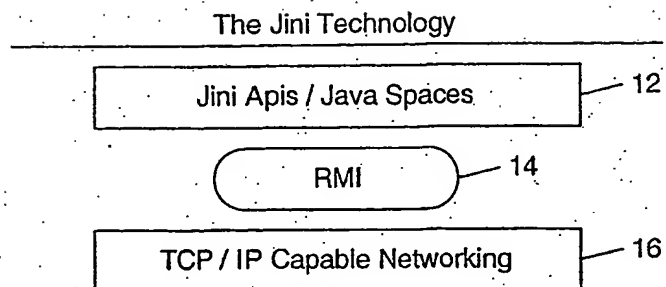 The Jini Technology
Jini Apis / Java Spaces
12
RMI
14
TCP / IP Capable Networking
16